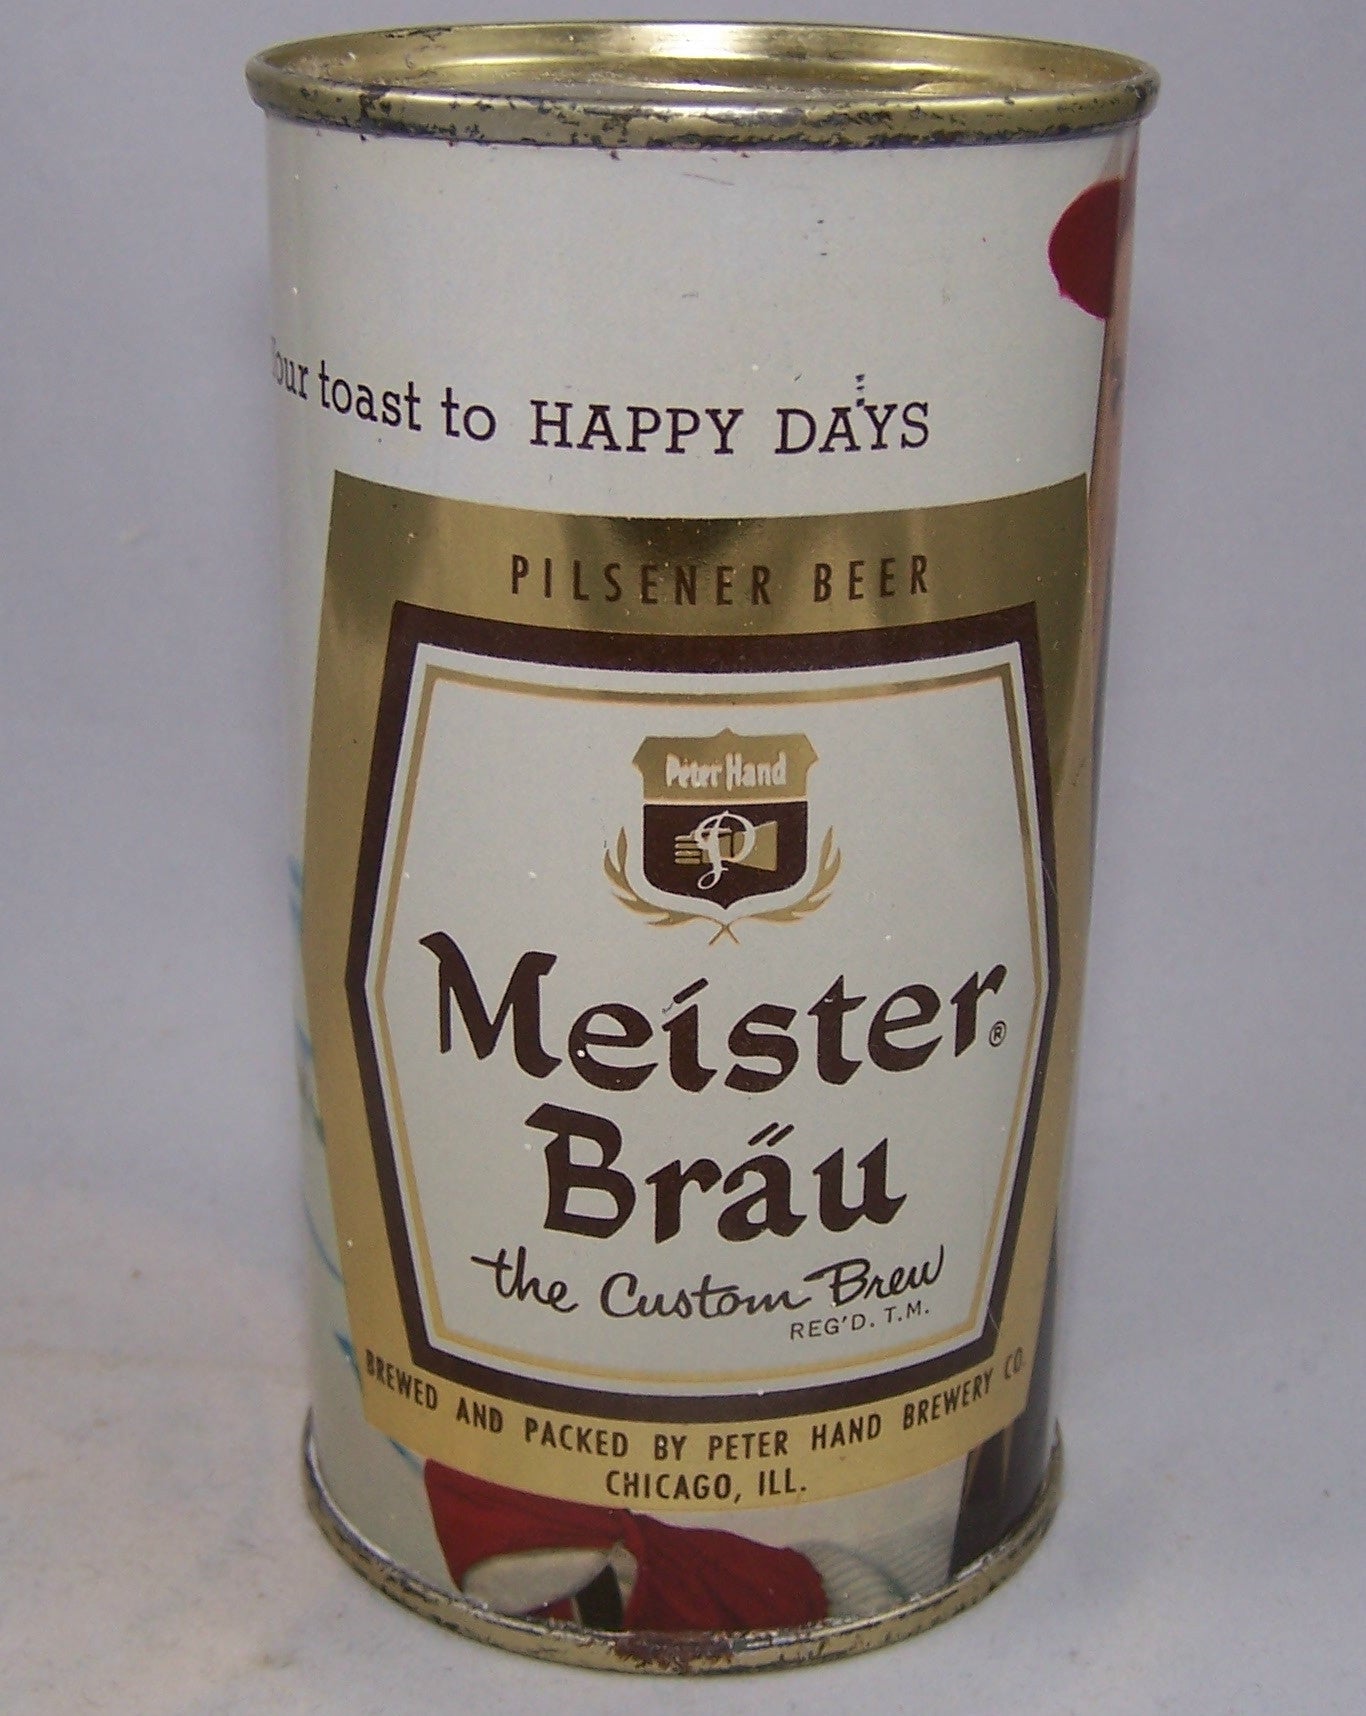 our toast to HAPPY DAYS
PILSENER BEER
Peter Hand
P
Meister®
Bräu
the Custom Brew
REG'D. T.M.
BREWED AND PACKED BY PETER HAND BREWERY CO.
CHICAGO, ILL.